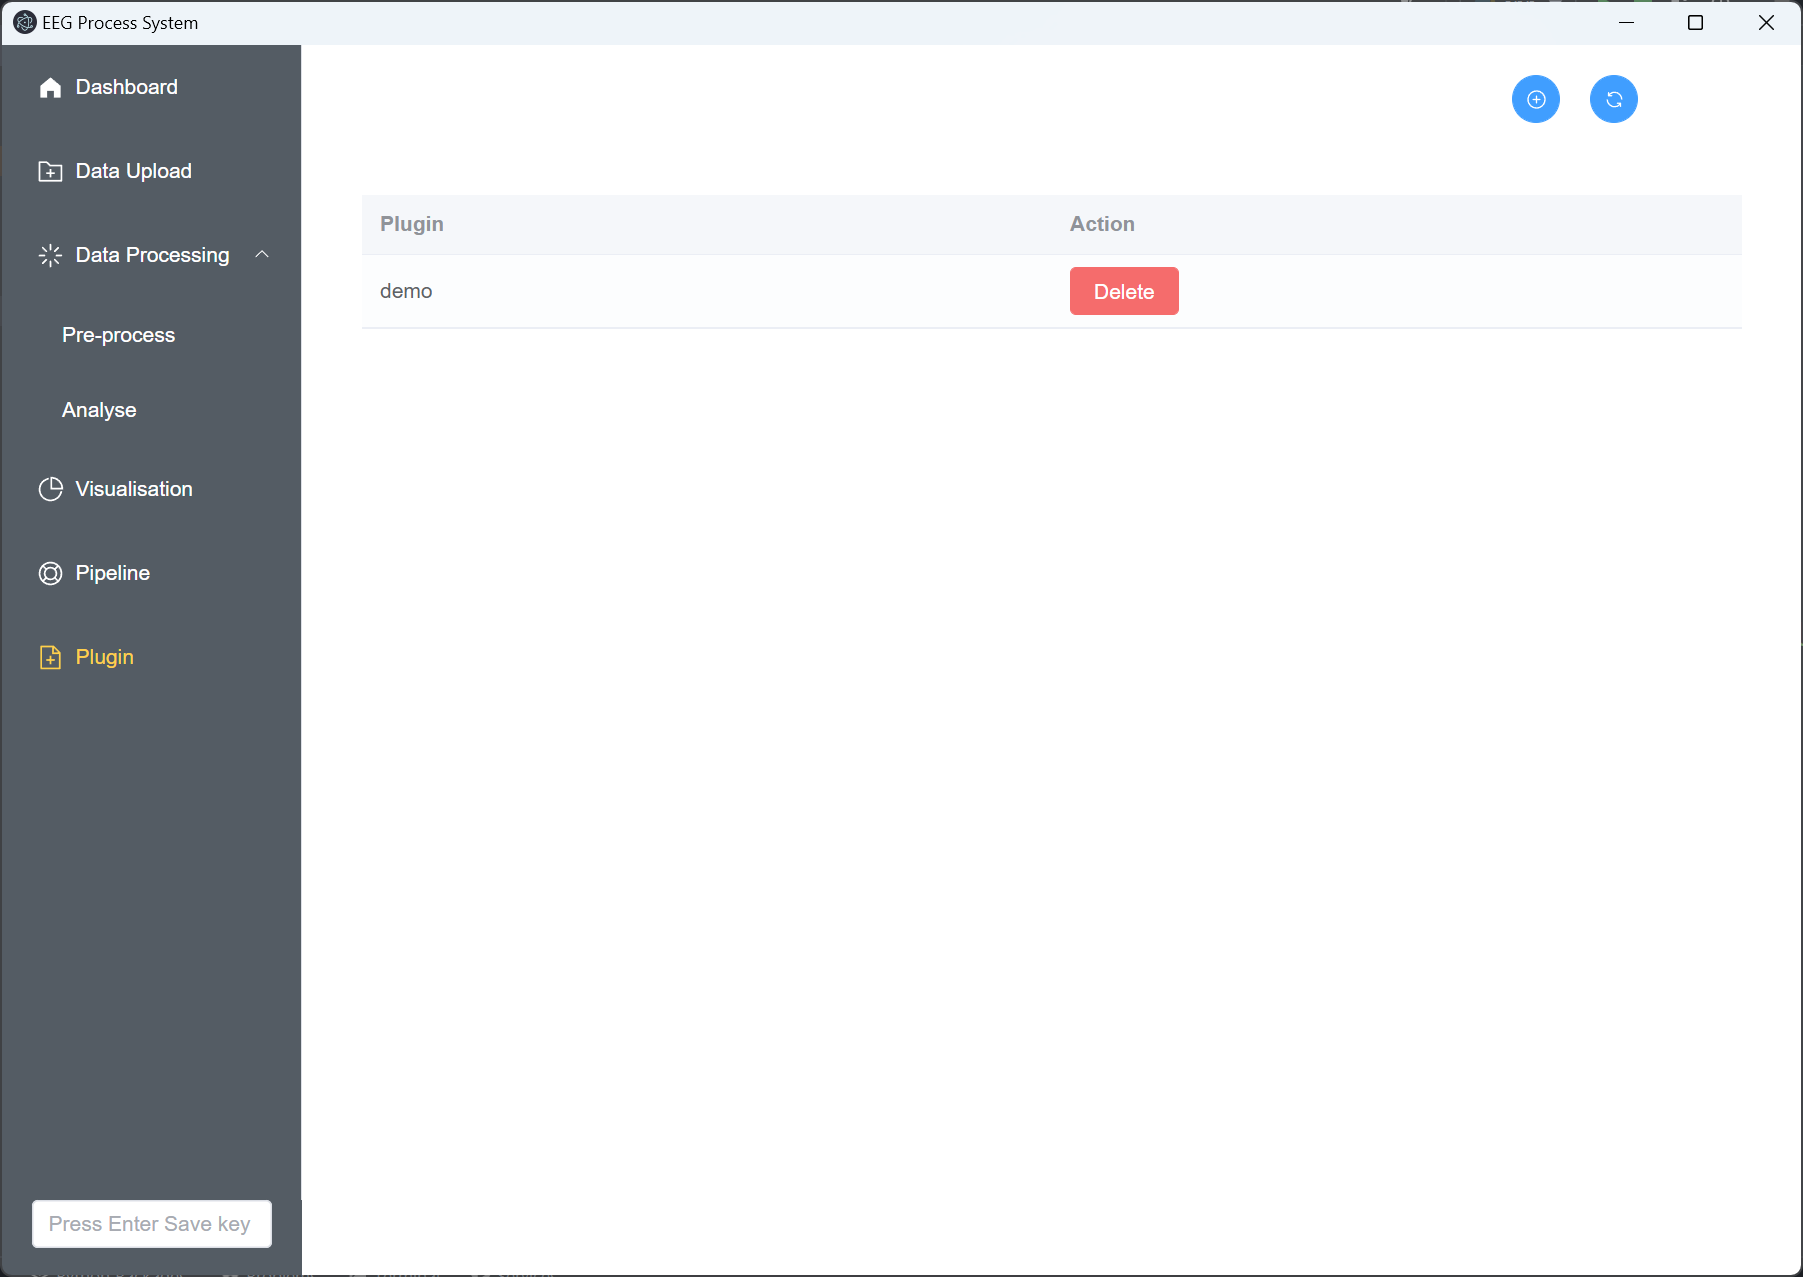 EEG Process System
Dashboard
Data Upload
Data Processing
Pre-process
Analyse
Visualisation
Pipeline
Plugin
Press Enter Save key
Plugin Action
demo Delete